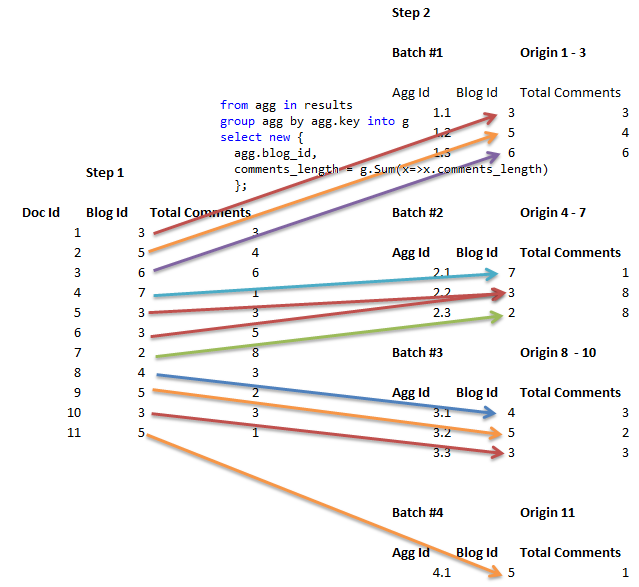 Step 2
Batch #1 Origin 1 - 3
Agg Id Blog Id Total Comments
1.1 3 3
1.2 5 4
1.3 6 6
from agg in results
group agg by agg.key into g
select new {
agg.blog_id,
comments_length = g.Sum(x=>x.comments_length)
};
Step 1
Doc Id Blog Id Total Comments
1 3 3
2 5 4
3 6 6
4 7 1
5 3 3
6 3 5
7 2 8
8 4 3
9 5 2
10 3 3
11 5 1
Batch #2 Origin 4 - 7
Agg Id Blog Id Total Comments
2.1 7 1
2.2 3 8
2.3 2 8
Batch #3 Origin 8 - 10
Agg Id Blog Id Total Comments
3.1 4 3
3.2 5 2
3.3 3 3
Batch #4 Origin 11
Agg Id Blog Id Total Comments
4.1 5 1